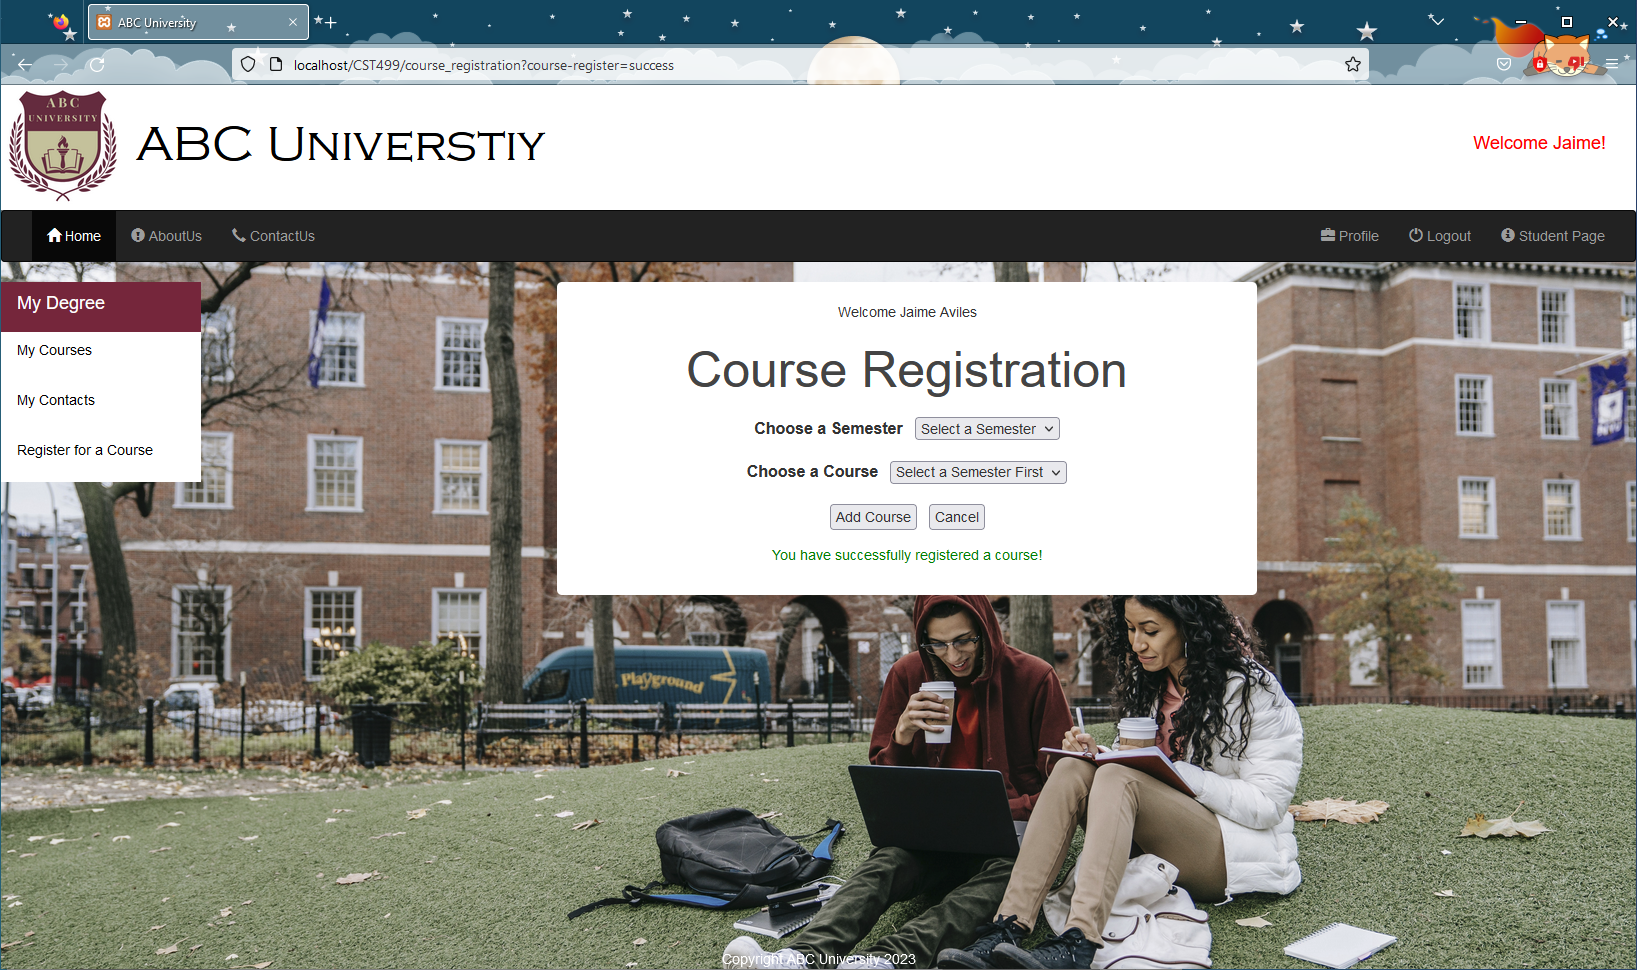 ABC University
localhost/CST499/course_registration?course-register=success
ABC
UNIVERSITY
ABC UNIVERSTIY
Welcome Jaime!
Home AboutUs ContactUs Profile Logout Student Page
My Degree
My Courses
My Contacts
Register for a Course
Welcome Jaime Aviles
Course Registration
Choose a Semester Select a Semester
Choose a Course Select a Semester First
Add Course Cancel
You have successfully registered a course!
Playground
NYU
Copyright ABC University 2023